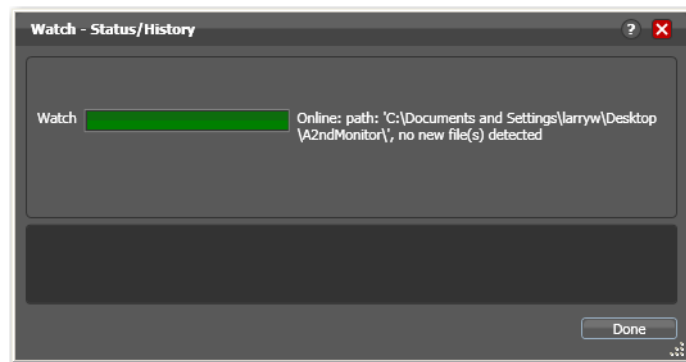 Watch - Status/History
?
Watch
Online: path: 'C:\Documents and Settings\larryw\Desktop
\A2ndMonitor\', no new file(s) detected
Done